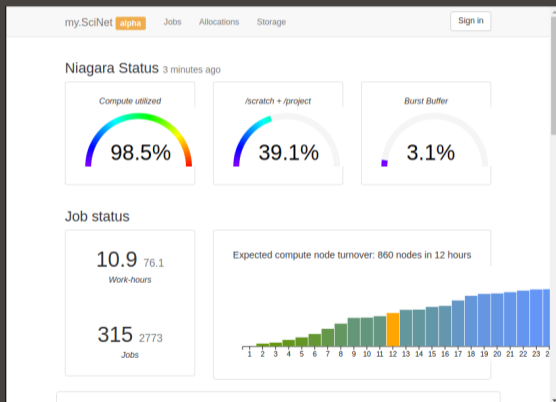 my.SciNet alpha Jobs Allocations Storage Sign in
Niagara Status 3 minutes ago
Compute utilized
98.5%
/scratch + /project
39.1%
Burst Buffer
3.1%
Job status
10.9 76.1
Work-hours
315 2773
Jobs
Expected compute node turnover: 860 nodes in 12 hours
1 2 3 4 5 6 7 8 9 10 11 12 13 14 15 16 17 18 19 20 21 22 23 2